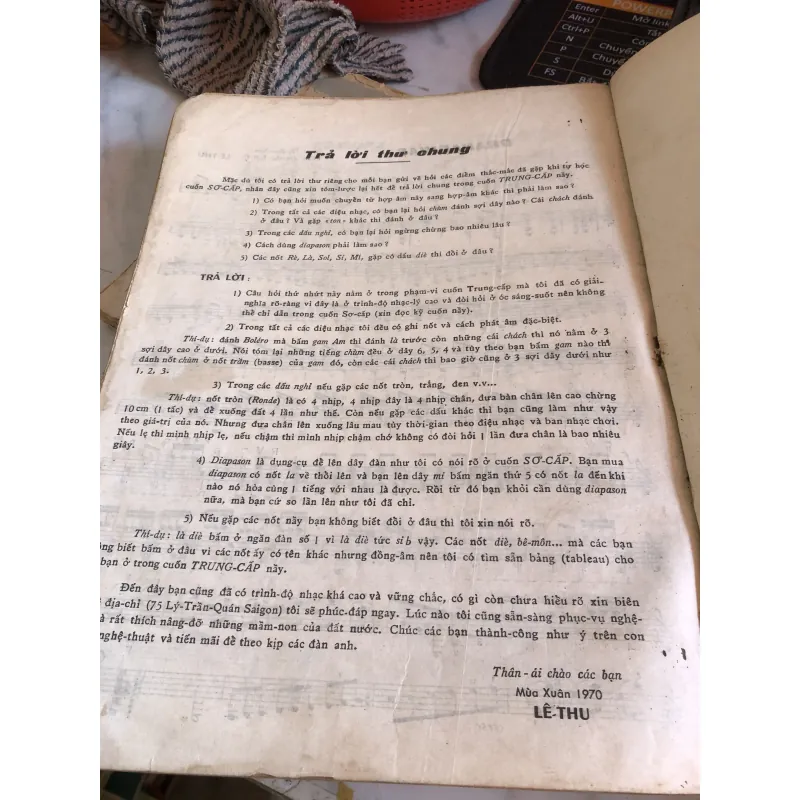 Enter POWERP
Alt+U Mở link
Ctrl+P Tắt
N
P Chuyển
S
FS
Trả lời thư chung
Mặc dù tôi có trả lời thư riêng cho mỗi bạn gửi về hỏi các điểm thắc-mắc đã gặp khi tự học
cuốn SƠ-CẤP, nhân đây cũng xin tóm-lược lại hết để trả lời chung trong cuốn TRUNG-CẤP này.
1) Có bạn hỏi muốn chuyển từ hợp âm này sang hợp-âm khác thì phải làm sao ?
2) Trong tất cả các điệu nhạc, có bạn lại hỏi chùm đánh sợi dây nào ? Cái chách đánh
ở đâu ? Và gặp «ton» khác thì đánh ở đâu ?
3) Trong các dấu nghỉ, có bạn lại hỏi ngừng chừng bao nhiêu lâu ?
4) Cách dùng diapason phải làm sao ?
5) Các nốt Rè, Là, Sol, Si, Mi, gặp có dấu diè thì đổi ở đâu ?
TRẢ LỜI :
1) Câu hỏi thứ nhứt này nằm ở trong phạm-vi cuốn Trung-cấp mà tôi đã có giải-
nghĩa rõ-ràng vì đây là ở trình-độ nhạc-lý cao và đòi hỏi ở óc sáng-suốt nên không
thể chỉ dẫn trong cuốn Sơ-cấp (xin đọc kỹ cuốn này).
2) Trong tất cả các điệu nhạc tôi đều có ghi nốt và cách phát âm đặc-biệt.
Thí-dụ : đánh Boléro mà bấm gam Am thì đánh là trước còn những cái chách thì nó nằm ở 3
sợi dây cao ở dưới. Nói tóm lại những tiếng chùm đều ở dây 6, 5, 4 và tùy theo bạn bấm gam nào thì
đánh nốt chùm ở nốt trầm (basse) của gam đó, còn các cái chách thì bao giờ cũng ở 3 sợi dây dưới như
1, 2, 3.
3) Trong các dấu nghỉ nếu gặp các nốt tròn, trắng, đen v.v...
Thí-dụ : nốt tròn (Ronde) là có 4 nhịp, 4 nhịp đây là 4 nhịp chân, đưa bàn chân lên cao chừng
10cm (1 tấc) và để xuống đất 4 lần như thế. Còn nếu gặp các dấu khác thì bạn cũng làm như vậy
theo giá-trị của nó. Nhưng đưa chân lên xuống lâu mau tùy thời-gian theo điệu nhạc và ban nhạc chơi.
Nếu lẹ thì mình nhịp lẹ, nếu chậm thì mình nhịp chậm chớ không có đòi hỏi 1 lần đưa chân là bao nhiêu
giây.
4) Diapason là dụng-cụ để lên dây đàn như tôi có nói rõ ở cuốn SƠ-CẤP. Bạn mua
diapason có nốt la về thổi lên và bạn lên dây mí bấm ngăn thứ 5 có nốt la đến khi
nào nó hòa cùng 1 tiếng với nhau là được. Rồi từ đó bạn khỏi cần dùng diapason
nữa, mà bạn cứ so lần lên như tôi đã chỉ.
5) Nếu gặp các nốt này bạn không biết đổi ở đâu thì tôi xin nói rõ.
Thí-dụ : là diè bấm ở ngăn đàn số 1 vì là diè tức si b vậy. Các nốt diè, bê-môn... mà các bạn
ông biết bấm ở đâu vì các nốt ấy có tên khác nhưng đồng-âm nên tôi có tìm sẵn bảng (tableau) cho
bạn ở trong cuốn TRUNG-CẤP này.
Đến đây bạn cũng đã có trình-độ nhạc khá cao và vững chắc, có gì còn chưa hiểu rõ xin biên
địa-chỉ (75 Lý-Trần-Quán Saigon) tôi sẽ phúc-đáp ngay. Lúc nào tôi cũng sẵn-sàng phục-vụ nghệ-
à rất thích nâng-đỡ những mầm-non của đất nước. Chúc các bạn thành-công như ý trên con
nghệ-thuật và tiến mãi để theo kịp các đàn anh.
Thân-ái chào các bạn
Mùa Xuân 1970
LÊ-THU